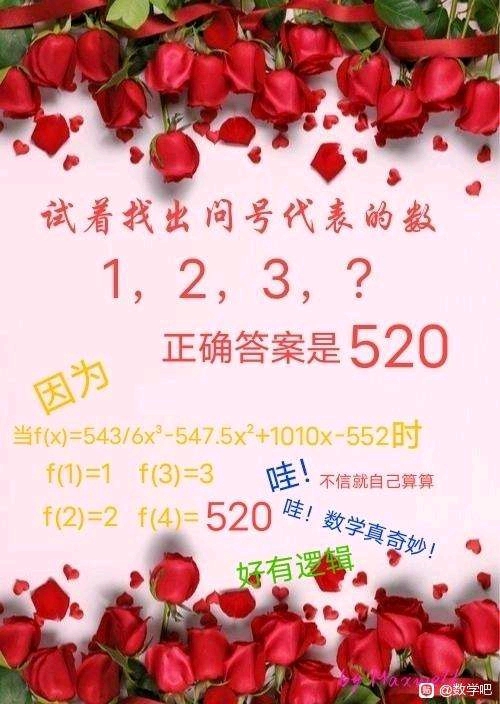 试着找出问号代表的数
1，2，3，?
正确答案是520
因为
当f(x)=543/6x³-547.5x²+1010x-552时
f(1)=1 f(3)=3
哇！
不信就自己算算
f(2)=2 f(4)=520
哇！数学真奇妙！
好有逻辑
by Maxwell
贴 @数学吧